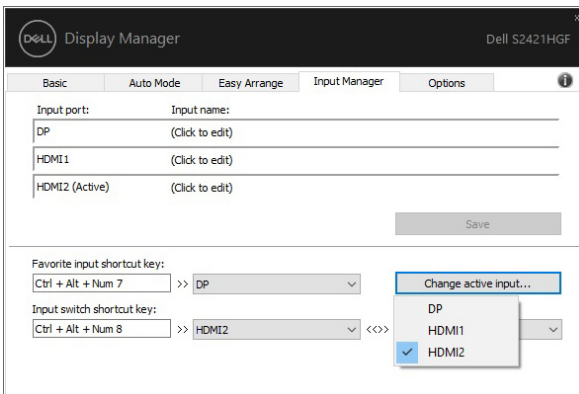 DELL Display Manager Dell S2421HGF
Basic Auto Mode Easy Arrange Input Manager Options
Input port: Input name:
DP (Click to edit)
HDMI1 (Click to edit)
HDMI2 (Active) (Click to edit)
Save
Favorite input shortcut key:
Ctrl + Alt + Num 7 >> DP Change active input...
DP
Input switch shortcut key:
Ctrl + Alt + Num 8 >> HDMI2 <<>> HDMI1
HDMI2